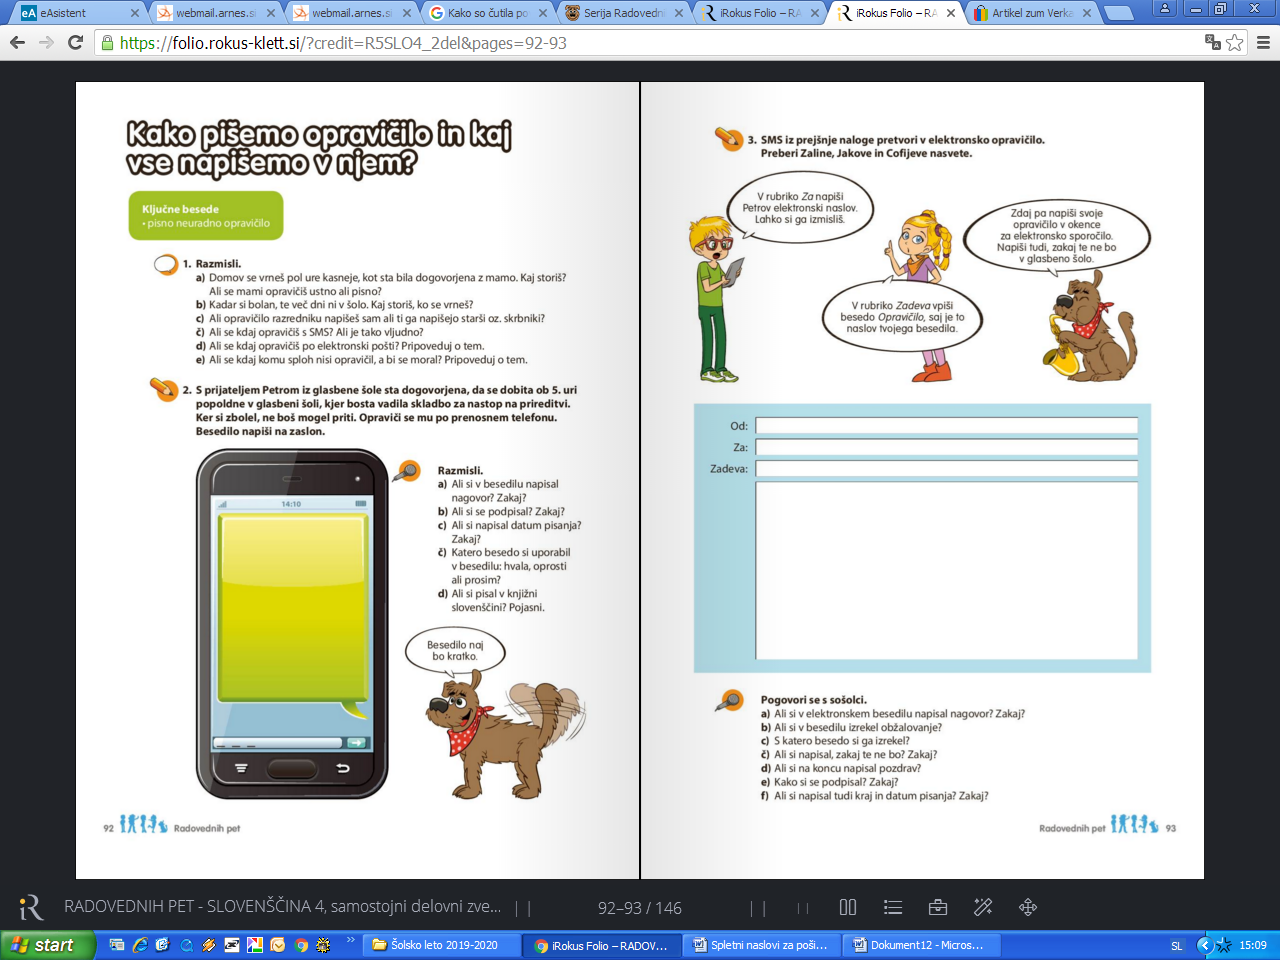 eAsistent
webmail.arnes.si
webmail.arnes.si
Kako so čutila po
Serija Radovedn
iRokus Folio – RA
iRokus Folio – RA
Artikel zum Verka
https://folio.rokus-klett.si/?credit=R5SLO4_2del&pages=92-93
Kako pišemo opravičilo in kaj
vse napišemo v njem?
Ključne besede
• pisno neuradno opravičilo
1. Razmisli.
a) Domov se vrneš pol ure kasneje, kot sta bila dogovorjena z mamo. Kaj storiš?
Ali se mami opravičiš ustno ali pisno?
b) Kadar si bolan, te več dni ni v šolo. Kaj storiš, ko se vrneš?
c) Ali opravičilo razredniku napišeš sam ali ti ga napišejo starši oz. skrbniki?
č) Ali se kdaj opravičiš s SMS? Ali je tako vljudno?
d) Ali se kdaj opravičiš po elektronski pošti? Pripoveduj o tem.
e) Ali se kdaj komu sploh nisi opravičil, a bi se moral? Pripoveduj o tem.
2. S prijateljem Petrom iz glasbene šole sta dogovorjena, da se dobita ob 5. uri
popoldne v glasbeni šoli, kjer bosta vadila skladbo za nastop na prireditvi.
Ker si zbolel, ne boš mogel priti. Opraviči se mu po prenosnem telefonu.
Besedilo napiši na zaslon.
14:10
Razmisli.
a) Ali si v besedilu napisal
nagovor? Zakaj?
b) Ali si se podpisal? Zakaj?
c) Ali si napisal datum pisanja?
Zakaj?
č) Katero besedo si uporabil
v besedilu: hvala, oprosti
ali prosim?
d) Ali si pisal v knjižni
slovenščini? Pojasni.
Besedilo naj
bo kratko.
92 Radovednih pet
3. SMS iz prejšnje naloge pretvori v elektronsko opravičilo.
Preberi Zaline, Jakove in Cofijeve nasvete.
V rubriko Za napiši
Petrov elektronski naslov.
Lahko si ga izmisliš.
V rubriko Zadeva vpiši
besedo Opravičilo, saj je to
naslov tvojega besedila.
Zdaj pa napiši svoje
opravičilo v okence
za elektronsko sporočilo.
Napiši tudi, zakaj te ne bo
v glasbeno šolo.
Od:
Za:
Zadeva:
Pogovori se s sošolci.
a) Ali si v elektronskem besedilu napisal nagovor? Zakaj?
b) Ali si v besedilu izrekel obžalovanje?
c) S katero besedo si ga izrekel?
č) Ali si napisal, zakaj te ne bo? Zakaj?
d) Ali si na koncu napisal pozdrav?
e) Kako si se podpisal? Zakaj?
f) Ali si napisal tudi kraj in datum pisanja? Zakaj?
Radovednih pet 93
RADOVEDNIH PET - SLOVENŠČINA 4, samostojni delovni zve...
92–93 / 146
start
Šolsko leto 2019-2020
iRokus Folio – RADOV...
Spletni naslovi za poši...
Dokument12 - Micros...
SL
15:09